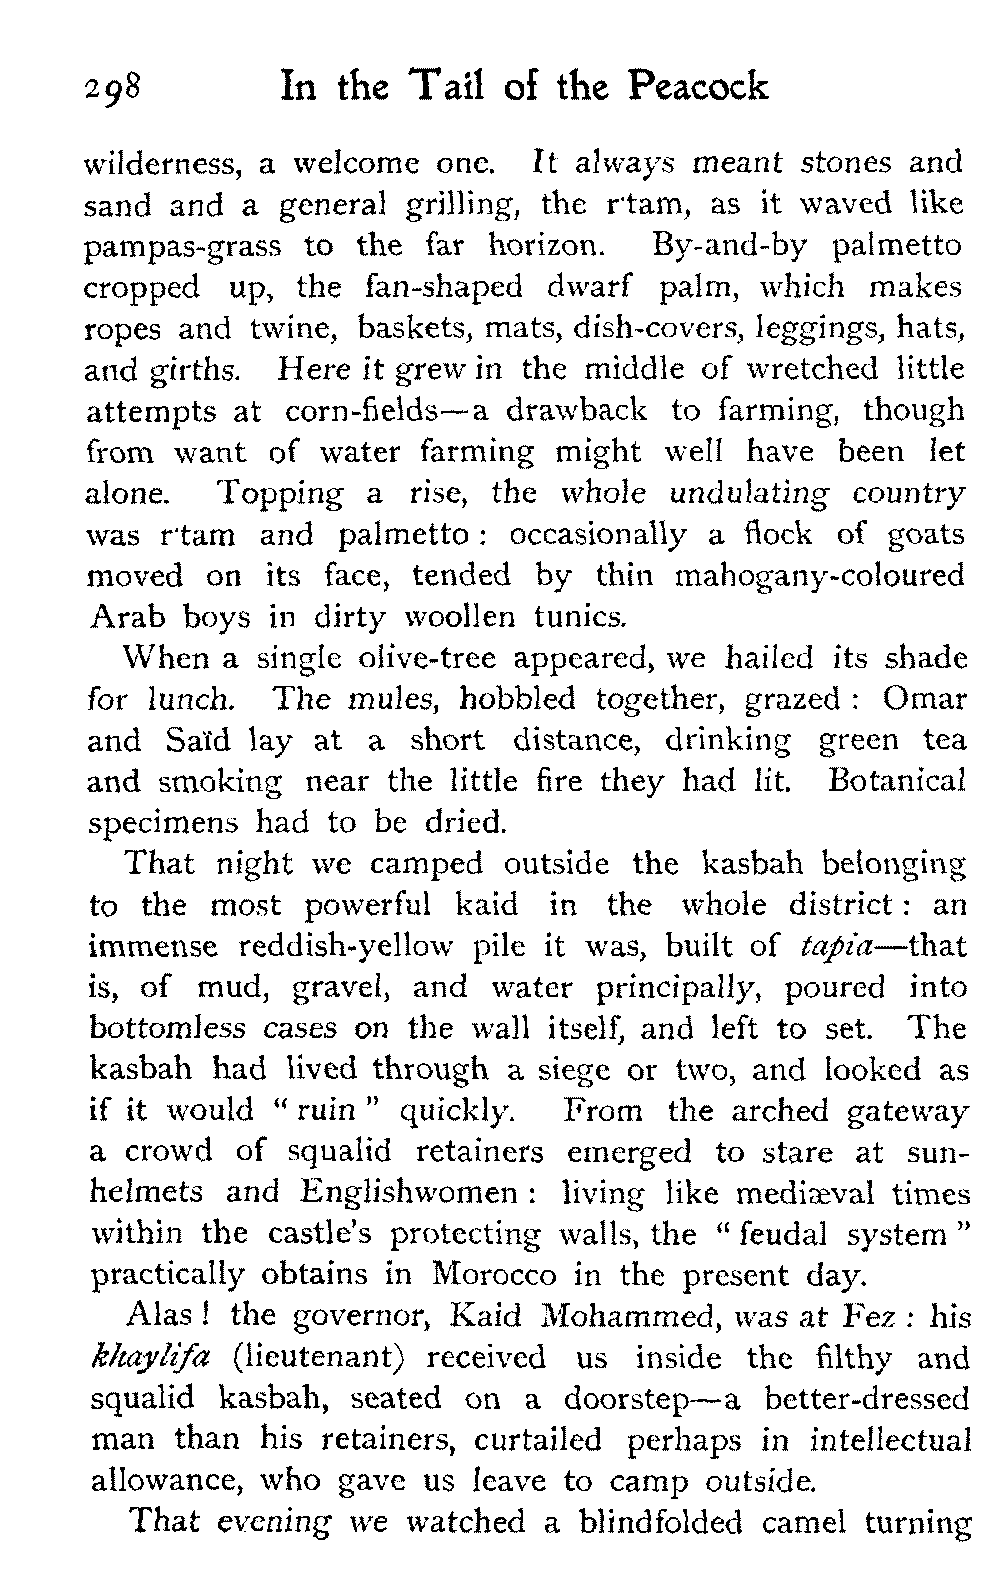 298 In the Tail of the Peacock
wilderness, a welcome one. It always meant stones and
sand and a general grilling, the r'tam, as it waved like
pampas-grass to the far horizon. By-and-by palmetto
cropped up, the fan-shaped dwarf palm, which makes
ropes and twine, baskets, mats, dish-covers, leggings, hats,
and girths. Here it grew in the middle of wretched little
attempts at corn-fields—a drawback to farming, though
from want of water farming might well have been let
alone. Topping a rise, the whole undulating country
was r'tam and palmetto : occasionally a flock of goats
moved on its face, tended by thin mahogany-coloured
Arab boys in dirty woollen tunics.
When a single olive-tree appeared, we hailed its shade
for lunch. The mules, hobbled together, grazed : Omar
and Saïd lay at a short distance, drinking green tea
and smoking near the little fire they had lit. Botanical
specimens had to be dried.
That night we camped outside the kasbah belonging
to the most powerful kaid in the whole district : an
immense reddish-yellow pile it was, built of tapia—that
is, of mud, gravel, and water principally, poured into
bottomless cases on the wall itself, and left to set. The
kasbah had lived through a siege or two, and looked as
if it would “ ruin ” quickly. From the arched gateway
a crowd of squalid retainers emerged to stare at sun-
helmets and Englishwomen : living like mediæval times
within the castle's protecting walls, the “ feudal system ”
practically obtains in Morocco in the present day.
Alas ! the governor, Kaid Mohammed, was at Fez : his
khaylifa (lieutenant) received us inside the filthy and
squalid kasbah, seated on a doorstep—a better-dressed
man than his retainers, curtailed perhaps in intellectual
allowance, who gave us leave to camp outside.
That evening we watched a blindfolded camel turning